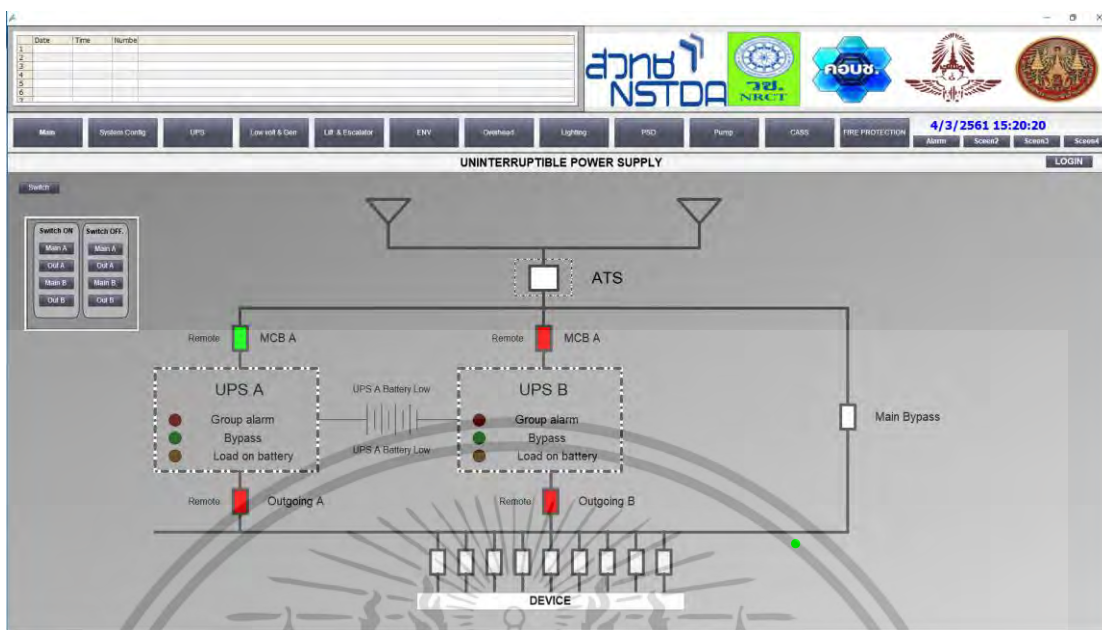 Date Time Numbe
1
2
3
4
5
6
7
สวทช
NSTDA
วช.
NRCT
คอบช.
Main System Config UPS Low volt & Gen Lift & Escalator ENV Overhead Lighting PSD Pump CASS FIRE PROTECTION
4/3/2561 15:20:20
Alarm Sceen2 Sceen3 Sceen4
UNINTERRUPTIBLE POWER SUPPLY
LOGIN
Switch
Switch ON Switch OFF.
Main A Main A
Out A Out A
Main B Main B
Out B Out B
ATS
Remote MCB A Remote MCB A
UPS A UPS A Battery Low UPS B
Group alarm Group alarm
Bypass Bypass
Load on battery UPS A Battery Low Load on battery
Main Bypass
Remote Outgoing A Remote Outgoing B
DEVICE